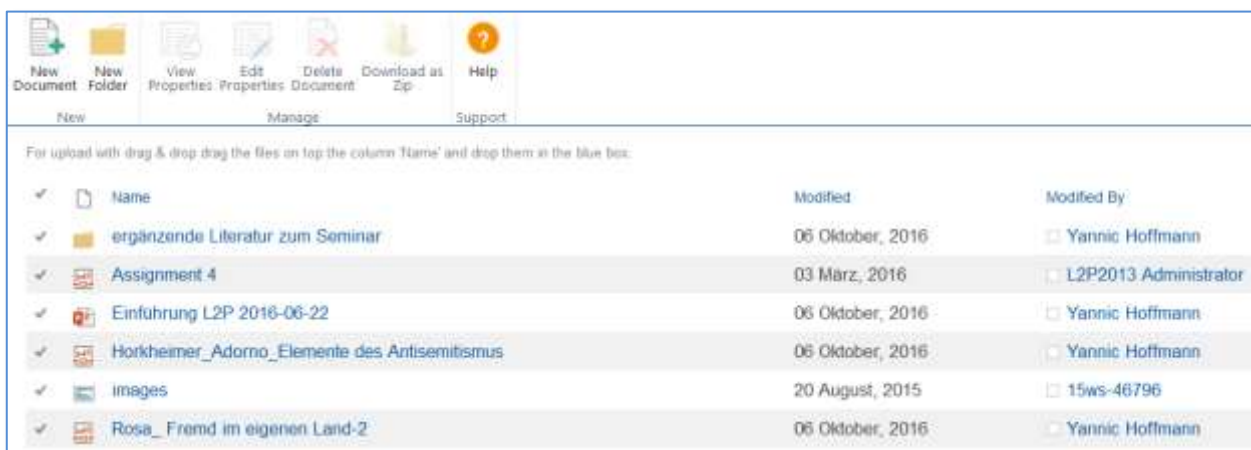 New Document New Folder View Properties Edit Properties Delete Document Download as Zip Help
New Manage Support
For upload with drag & drop drag the files on top the column 'Name' and drop them in the blue box.
Name Modified Modified By
ergänzende Literatur zum Seminar 06 Oktober, 2016 Yannic Hoffmann
Assignment 4 03 März, 2016 L2P2013 Administrator
Einführung L2P 2016-06-22 06 Oktober, 2016 Yannic Hoffmann
Horkheimer_Adorno_Elemente des Antisemitismus 06 Oktober, 2016 Yannic Hoffmann
images 20 August, 2015 15ws-46796
Rosa_ Fremd im eigenen Land-2 06 Oktober, 2016 Yannic Hoffmann